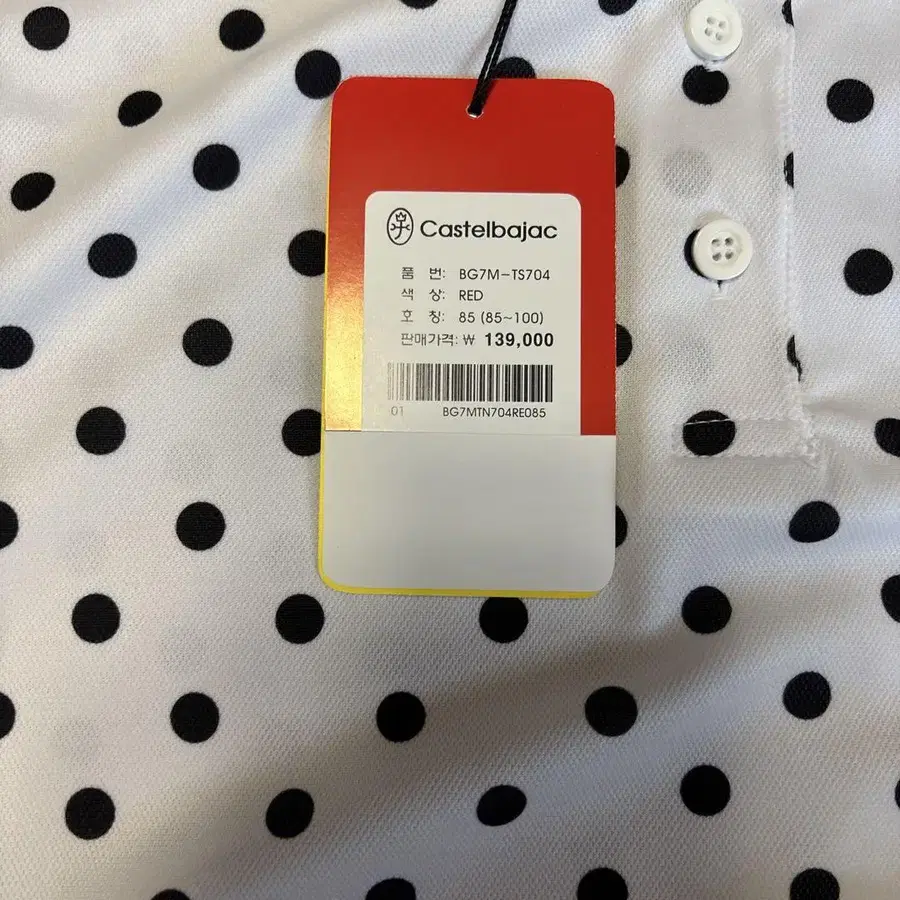 Castelbajac
품 번: BG7M-TS704
색 상: RED
호 칭: 85 (85~100)
판매가격: ₩ 139,000
01 BG7MTN704RE085